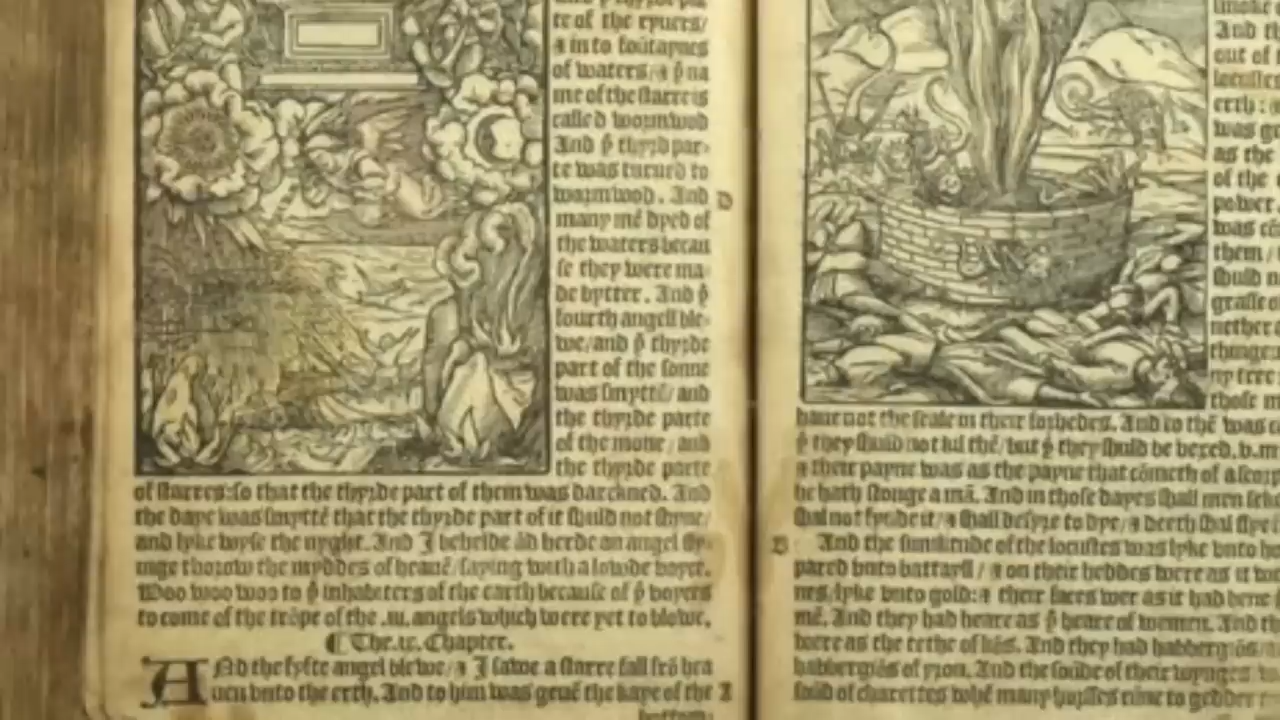 te of the ryuers/
⁊ into foūtaynes
of waters/⁊ þͤ na
me of the starre is
called wormwod
And þͤ thyrd par-
te was turned to
wormwod. And
D
many mē dyed of
the waters becau
se they were ma-
de bytter. And þͤ
fourth angell ble-
we/and þͤ thyrde
part of the sonne
was smyttē/ and
the thyrde parte
of the mone/and
the thyrde parte
of starres: so that the thyrde part of them was darckned. And
the daye was smyttē that the thyrde part of it shuld not shyne/
and lyke wyse the nyght. And I behelde ād herde an angel fly-
inge thorow the myddes of heauē/saying with a lowde voyce.
Woo woo woo to þͤ inhabeters of the earth because of þͤ voyces
to come of the trōpe of the .iii. angels which were yet to blowe.
¶ The.ix. Chapter.
ANd the fyfte angel blewe/⁊ I sawe a starre fall frō hea
uen vnto the erth. And to him was geuē the kaye of the
A
bottom-
And th
out of
locustes
erth:
was g
as the
of the
power.
was cō
them/
shuld n
grasse o
nether
thinge:
ny tree:
those m
haue not the seale in their forhedes. And to thē was c
þͤ they shuld not kil thē/but þͤ they shuld be vexed. v. m
⁊ their payne was as the payne that cōmeth of a scorp
he hath stonge a mā. And in those dayes shall men seke
shal not fynde it/⁊ shall desyre to dye/⁊ deeth shal flye
B
And the similitude of the locustes was lyke vnto ho
pared vnto battayll/⁊ on their heddes were as it we
nes/lyke vnto gold: ⁊ their faces wer as it had bene
mē. And they had heare as þͤ heare of wemen. And th
were as the tethe of liōs. And they had habbergiōs/
habbergiōs of yron. And the soūde of their wynges
soūd of charettes whē many horsses rūne to gedder